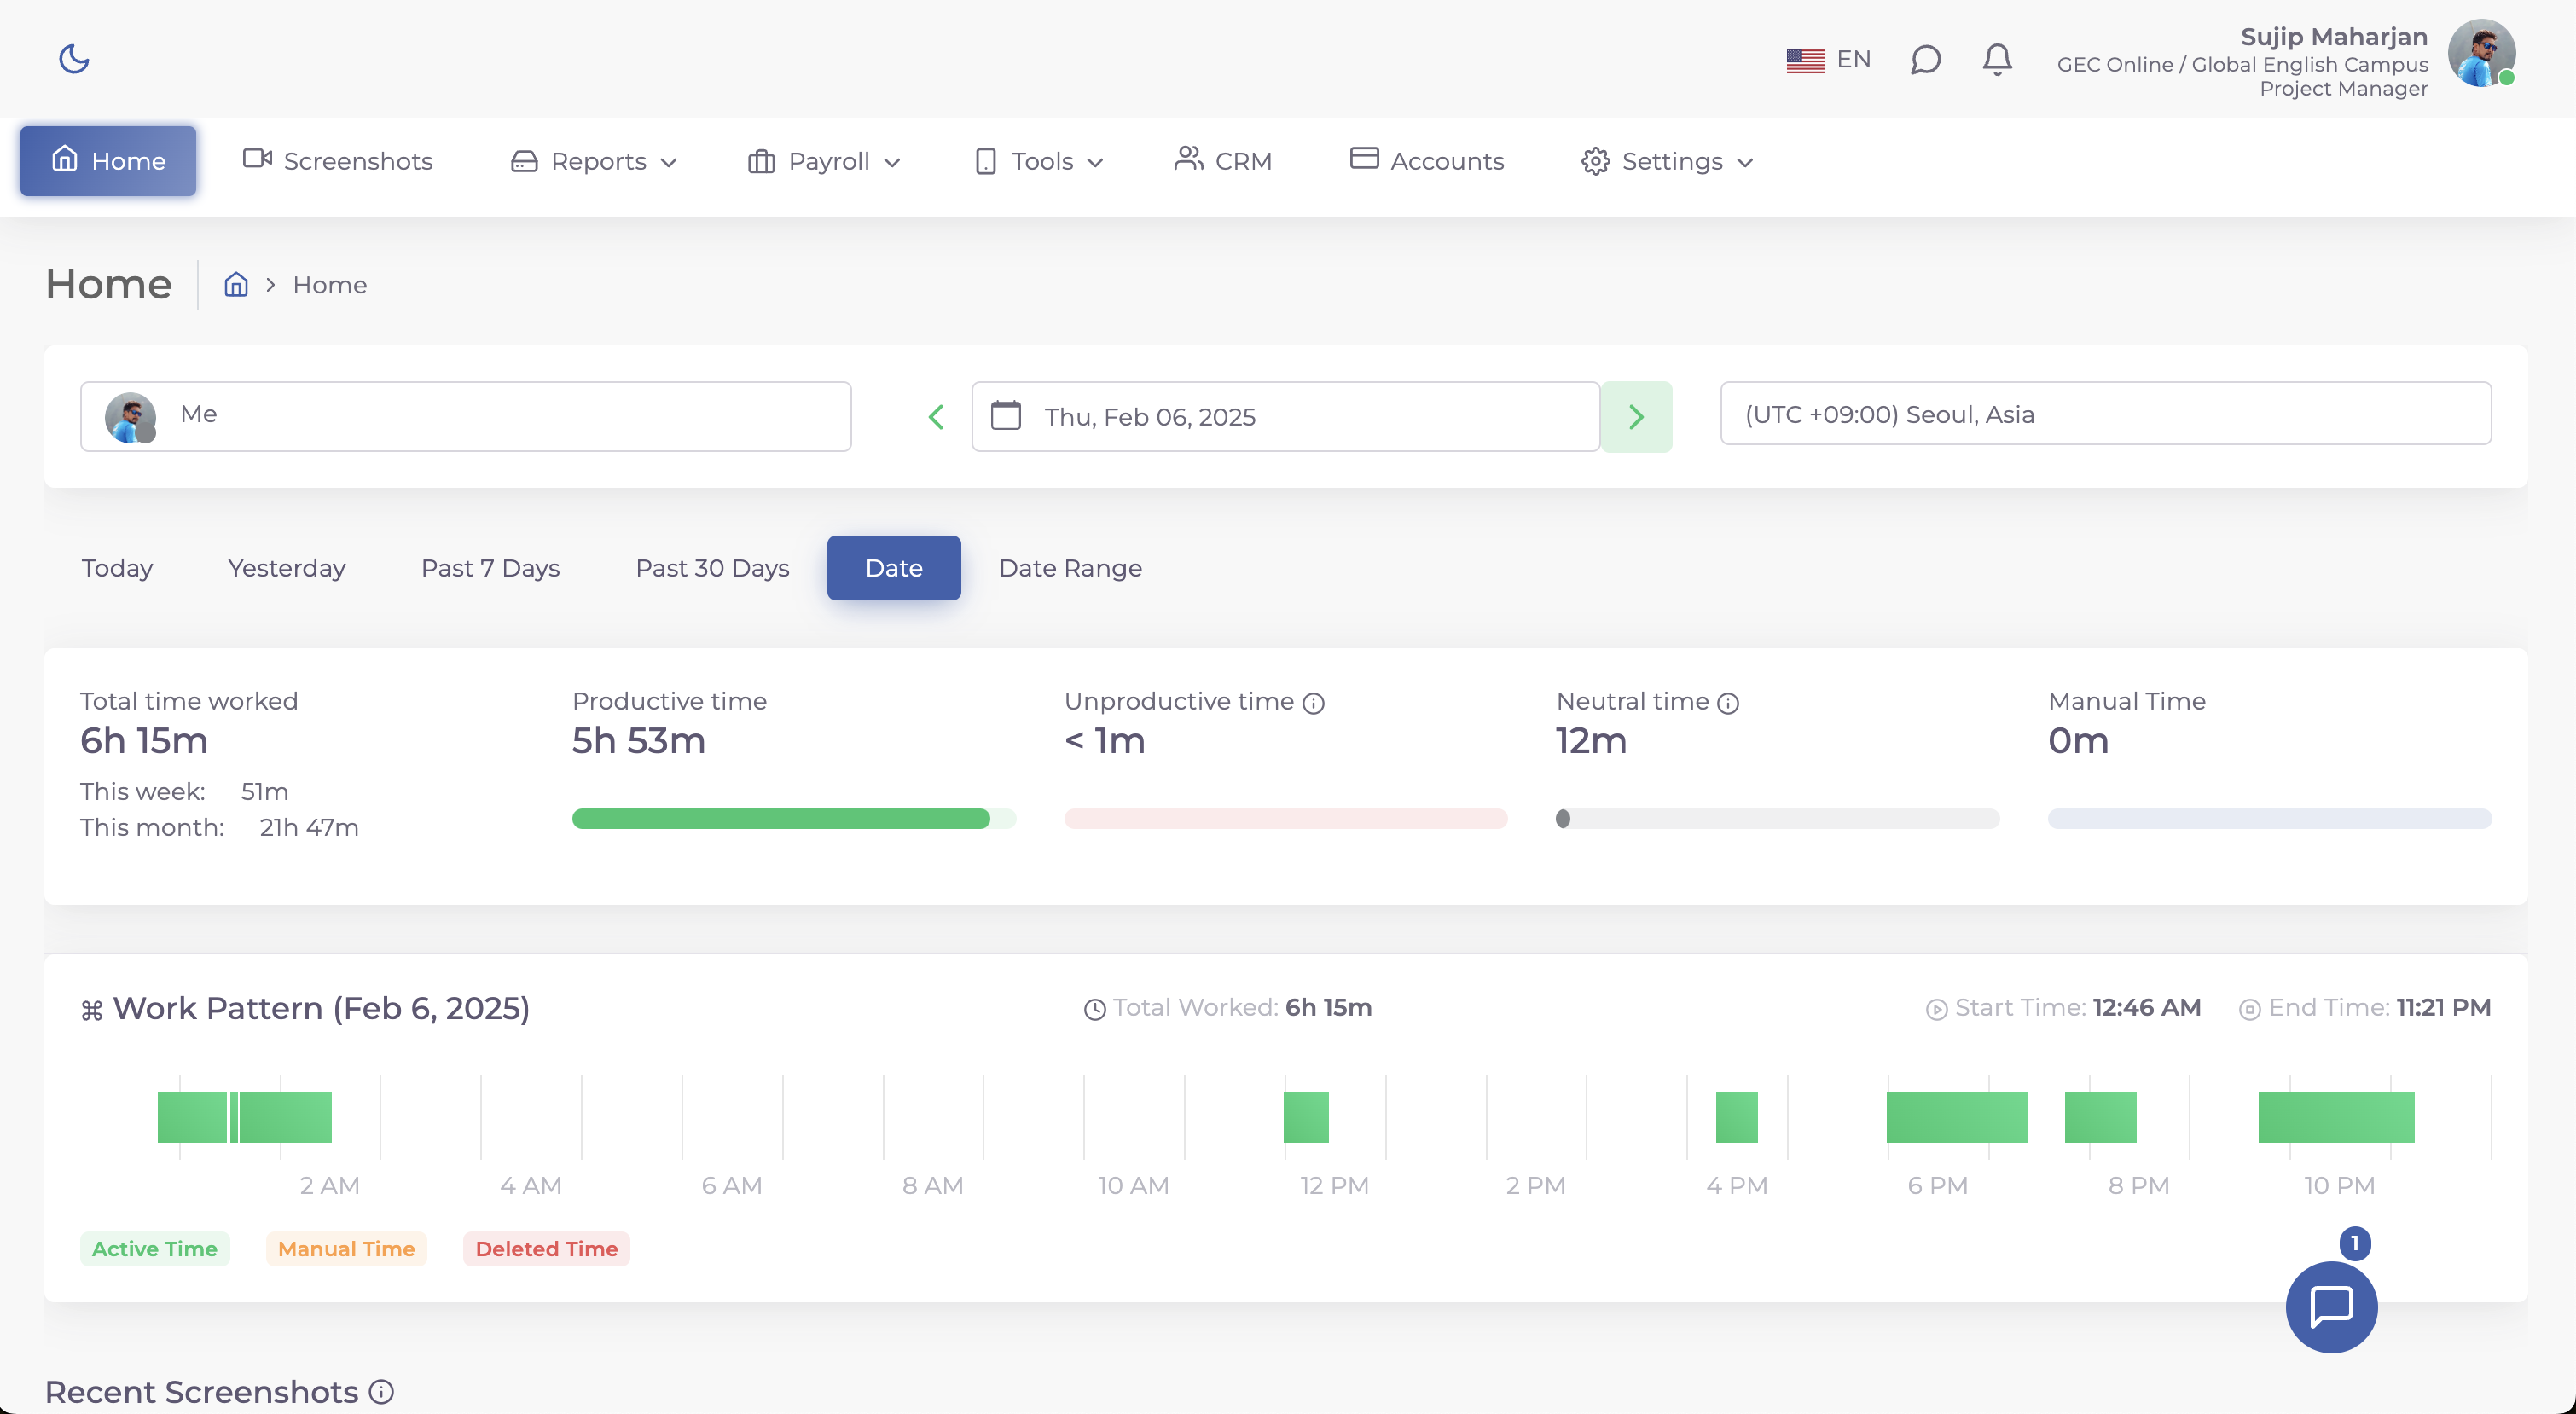 EN
Sujip Maharjan
GEC Online / Global English Campus
Project Manager
Home
Screenshots
Reports
Payroll
Tools
CRM
Accounts
Settings
Home
Home
Me
Thu, Feb 06, 2025
(UTC +09:00) Seoul, Asia
Today
Yesterday
Past 7 Days
Past 30 Days
Date
Date Range
Total time worked
6h 15m
This week: 51m
This month: 21h 47m
Productive time
5h 53m
Unproductive time
< 1m
Neutral time
12m
Manual Time
0m
Work Pattern (Feb 6, 2025)
Total Worked: 6h 15m
Start Time: 12:46 AM
End Time: 11:21 PM
2 AM
4 AM
6 AM
8 AM
10 AM
12 PM
2 PM
4 PM
6 PM
8 PM
10 PM
Active Time
Manual Time
Deleted Time
1
Recent Screenshots